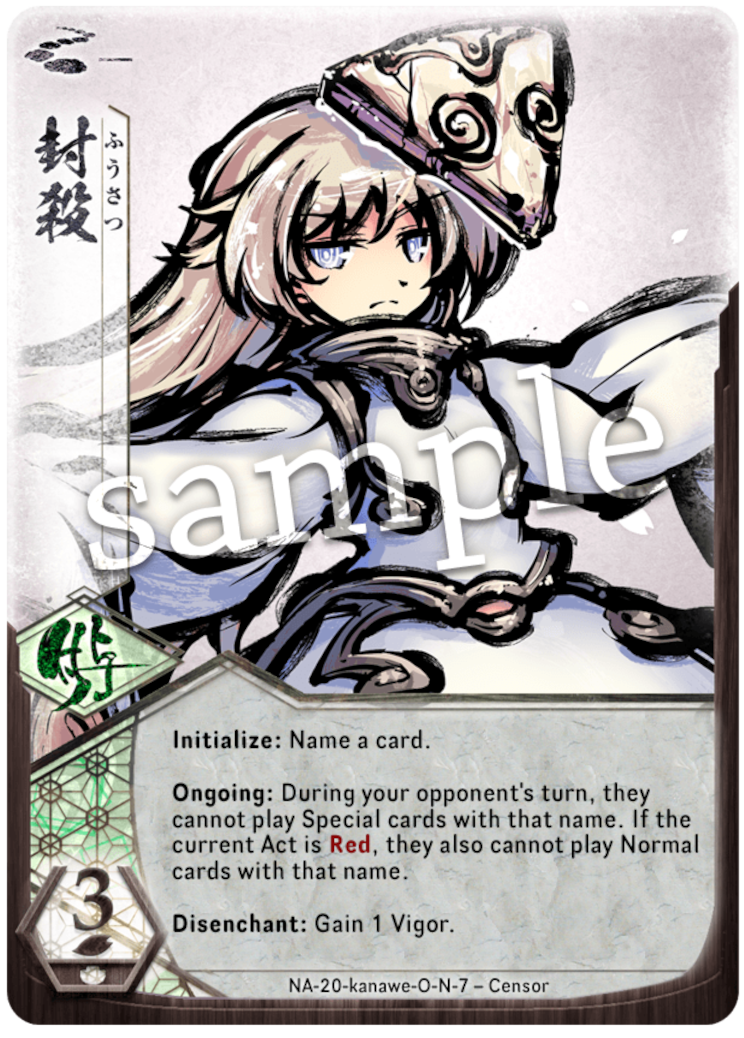 封殺
ふうさつ
sample
Initialize: Name a card.
Ongoing: During your opponent's turn, they
cannot play Special cards with that name. If the
current Act is Red, they also cannot play Normal
cards with that name.
Disenchant: Gain 1 Vigor.
3
NA-20-kanawe-O-N-7 – Censor